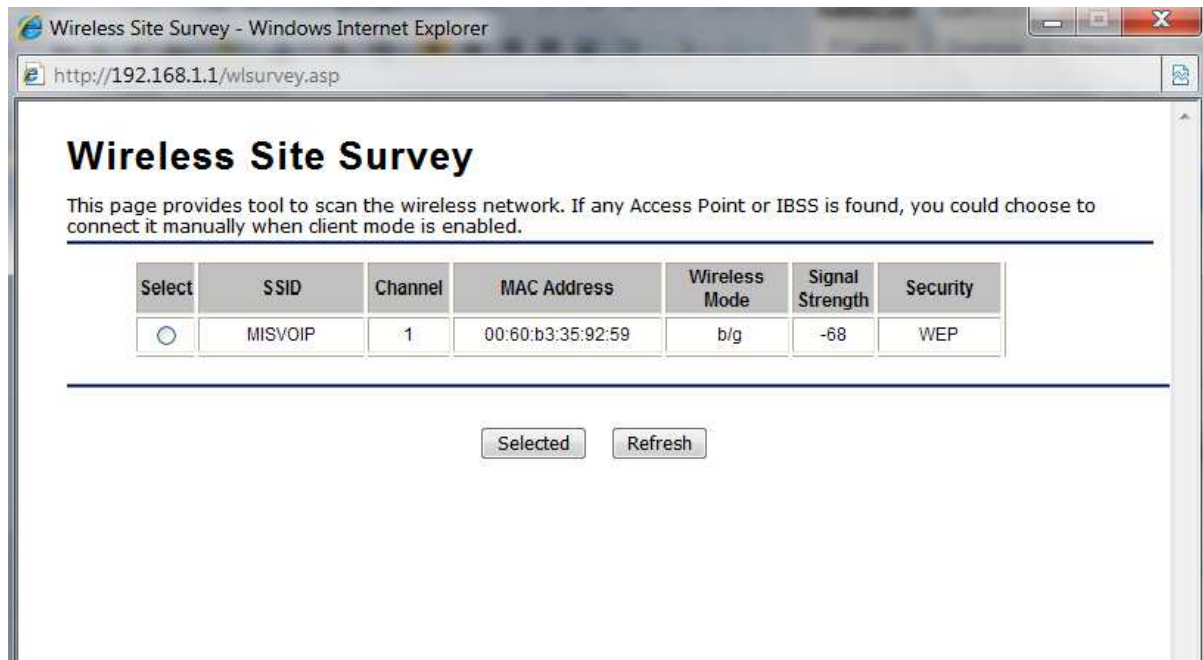 Wireless Site Survey - Windows Internet Explorer
http://192.168.1.1/wlsurvey.asp
Wireless Site Survey
This page provides tool to scan the wireless network. If any Access Point or IBSS is found, you could choose to
connect it manually when client mode is enabled.
Select SSID Channel MAC Address Wireless Mode Signal Strength Security
MISVOIP 1 00:60:b3:35:92:59 b/g -68 WEP
Selected Refresh